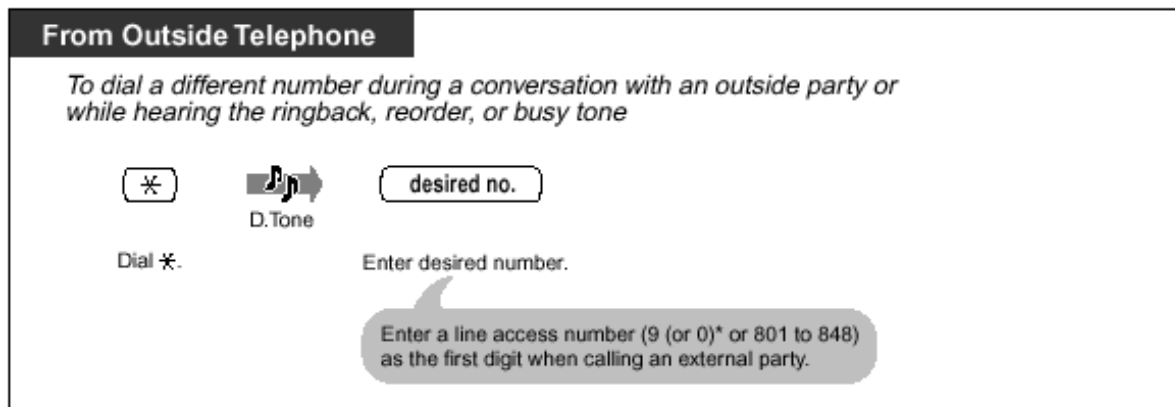 From Outside Telephone
To dial a different number during a conversation with an outside party or
while hearing the ringback, reorder, or busy tone
✳ desired no.
D.Tone
Dial ✳. Enter desired number.
Enter a line access number (9 (or 0)* or 801 to 848)
as the first digit when calling an external party.